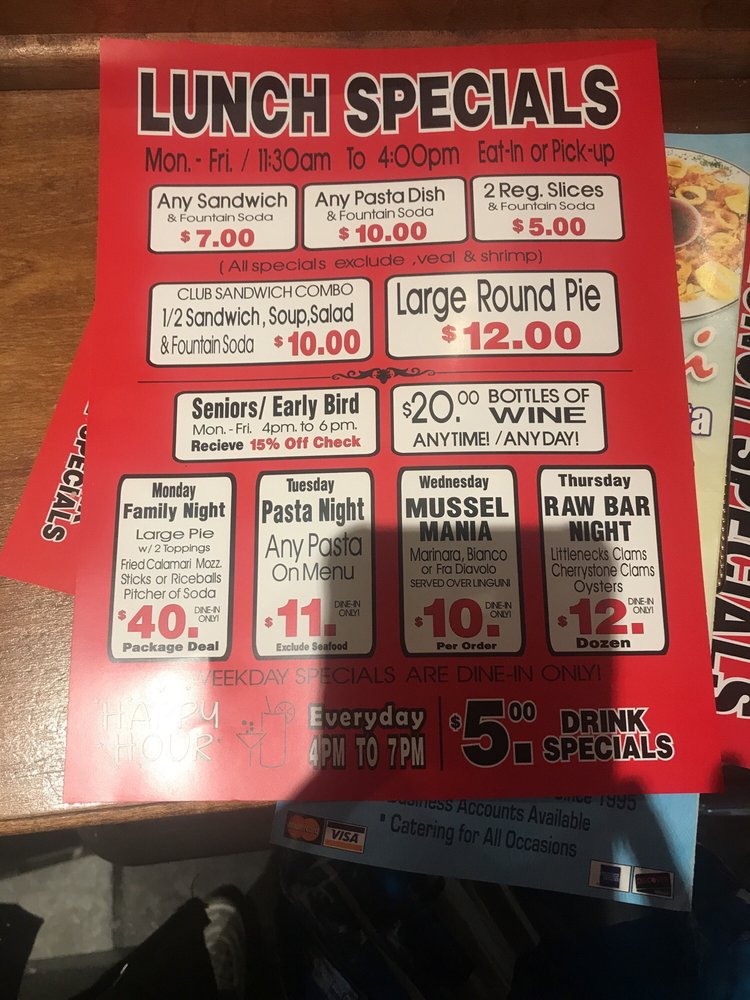 LUNCH SPECIALS
Mon. - Fri. / 11:30am To 4:00pm Eat-In or Pick-up
Any Sandwich
& Fountain Soda
$7.00
Any Pasta Dish
& Fountain Soda
$10.00
2 Reg. Slices
& Fountain Soda
$5.00
(All specials exclude ,veal & shrimp)
CLUB SANDWICH COMBO
1/2 Sandwich, Soup,Salad
& Fountain Soda $10.00
Large Round Pie
$12.00
Seniors/ Early Bird
Mon. - Fri. 4pm. to 6 pm.
Recieve 15% Off Check
$20.00 BOTTLES OF
WINE
ANYTIME! / ANY DAY!
Monday
Family Night
Large Pie
w/ 2 Toppings
Fried Calamari Mozz.
Sticks or Riceballs
Pitcher of Soda
$40. DINE-IN
ONLY!
Package Deal
Tuesday
Pasta Night
Any Pasta
On Menu
$11. DINE-IN
ONLY!
Exclude Seafood
Wednesday
MUSSEL
MANIA
Marinara, Bianco
or Fra Diavolo
SERVED OVER LINGUINI
$10. DINE-IN
ONLY!
Per Order
Thursday
RAW BAR
NIGHT
Littlenecks Clams
Cherrystone Clams
Oysters
$12. DINE-IN
ONLY!
Dozen
WEEKDAY SPECIALS ARE DINE-IN ONLY!
HAPPY
HOUR
Everyday
4PM TO 7PM
$5.00 DRINK
SPECIALS
SPECIALS
SPECIALS
Since 1995
Business Accounts Available
* Catering for All Occasions
MasterCard
VISA
DISCOVER